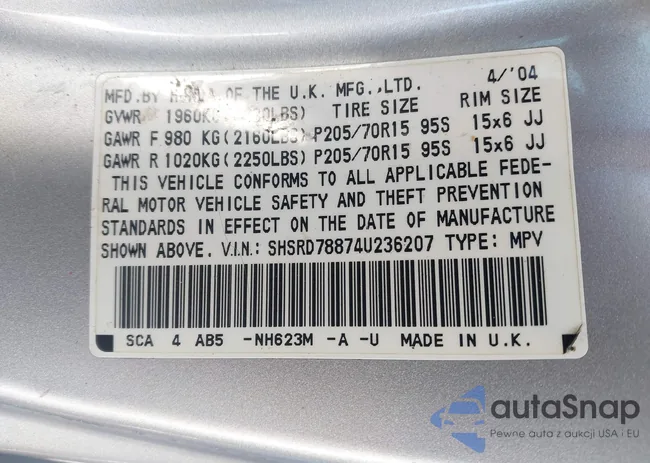 MFD.BY OF THE U.K. MFG.,LTD. 4/'04
GVWR 1960KG TIRE SIZE RIM SIZE
GAWR F 980 KG(2160LBS) P205/70R15 95S 15x6 JJ
GAWR R 1020KG(2250LBS) P205/70R15 95S 15x6 JJ
THIS VEHICLE CONFORMS TO ALL APPLICABLE FEDE-
RAL MOTOR VEHICLE SAFETY AND THEFT PREVENTION
STANDARDS IN EFFECT ON THE DATE OF MANUFACTURE
SHOWN ABOVE. V.I.N.: SHSRD78874U236207 TYPE: MPV
SCA 4 AB5 -NH623M -A -U MADE IN U.K.
autaSnap
Pewne auta z aukcji USA i EU